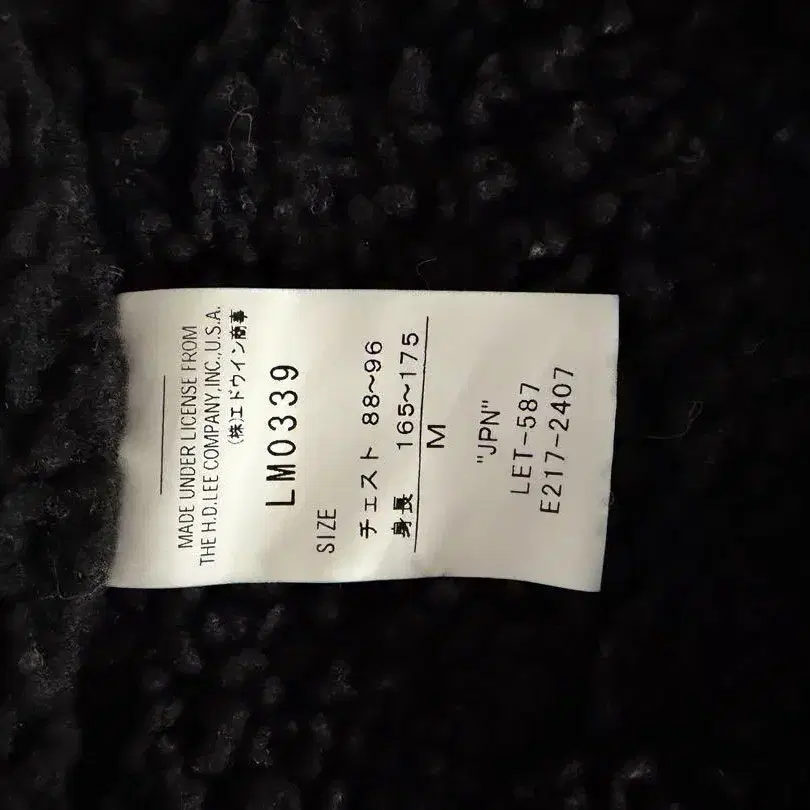 MADE UNDER LICENSE FROM
THE H.D.LEE COMPANY,INC.,U.S.A.
(株)エドウイン商事
LM0339
SIZE
チェスト 88~96
身長 165~175
M
"JPN"
LET-587
E217-2407